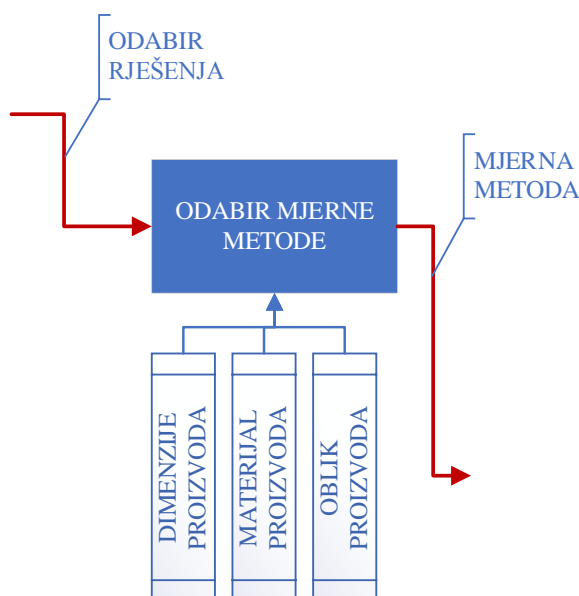 ODABIR
RJEŠENJA
MJERNA
METODA
ODABIR MJERNE
METODE
DIMENZIJE
PROIZVODA
MATERIJAL
PROIZVODA
OBLIK
PROIZVODA